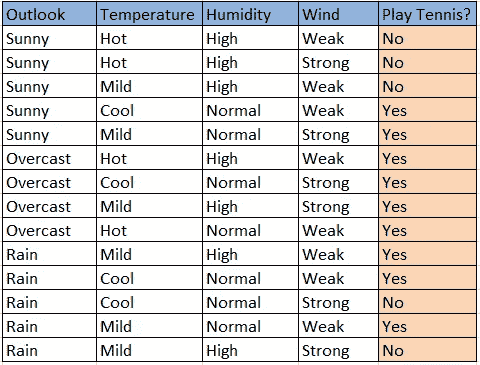 Outlook Temperature Humidity Wind Play Tennis?
Sunny Hot High Weak No
Sunny Hot High Strong No
Sunny Mild High Weak No
Sunny Cool Normal Weak Yes
Sunny Mild Normal Strong Yes
Overcast Hot High Weak Yes
Overcast Cool Normal Strong Yes
Overcast Mild High Strong Yes
Overcast Hot Normal Weak Yes
Rain Mild High Weak Yes
Rain Cool Normal Weak Yes
Rain Cool Normal Strong No
Rain Mild Normal Weak Yes
Rain Mild High Strong No